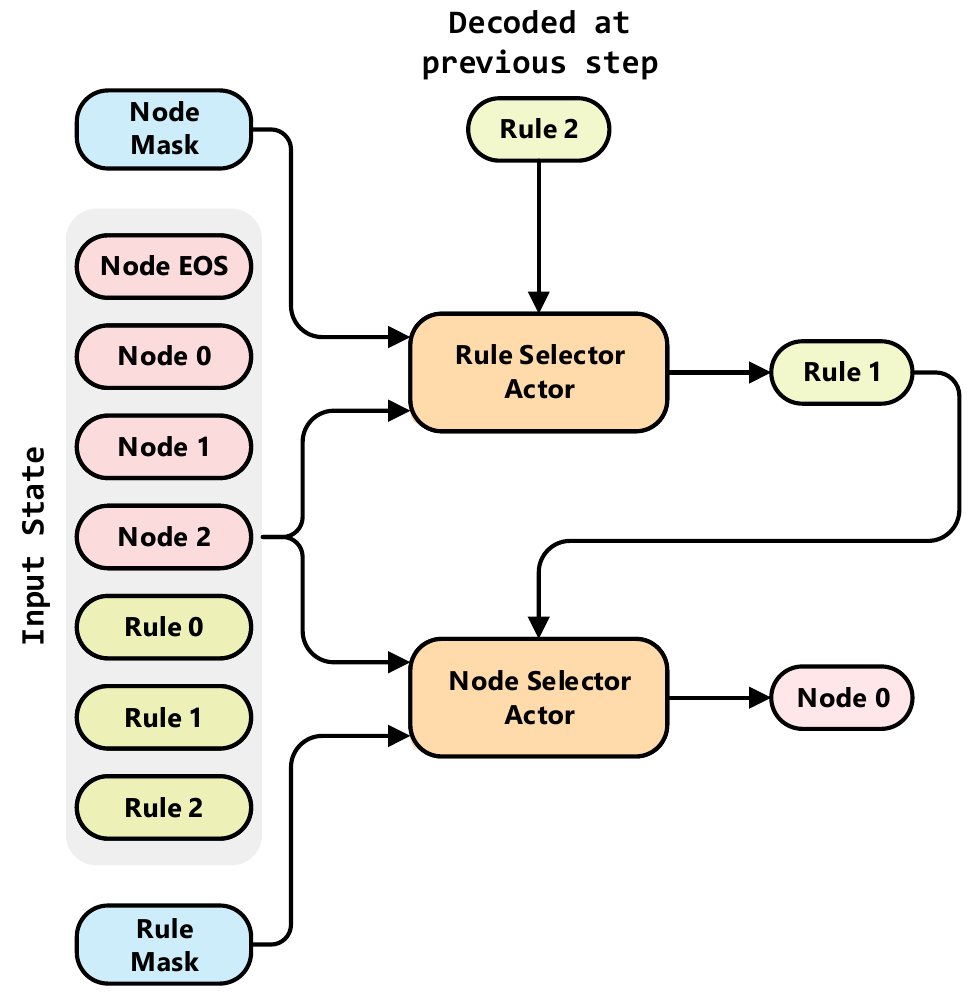 Decoded at
previous step
Node
Mask
Rule 2
Node EOS
Node 0
Node 1
Node 2
Rule 0
Rule 1
Rule 2
Input State
Rule Selector
Actor
Rule 1
Node Selector
Actor
Node 0
Rule
Mask